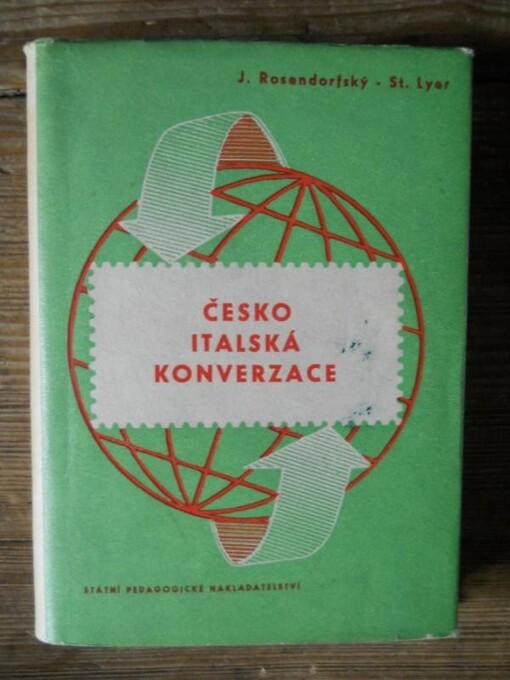 J. Rosendorfský - St. Lyer
ČESKO
ITALSKÁ
KONVERZACE
STÁTNÍ PEDAGOGICKÉ NAKLADATELSTVÍ